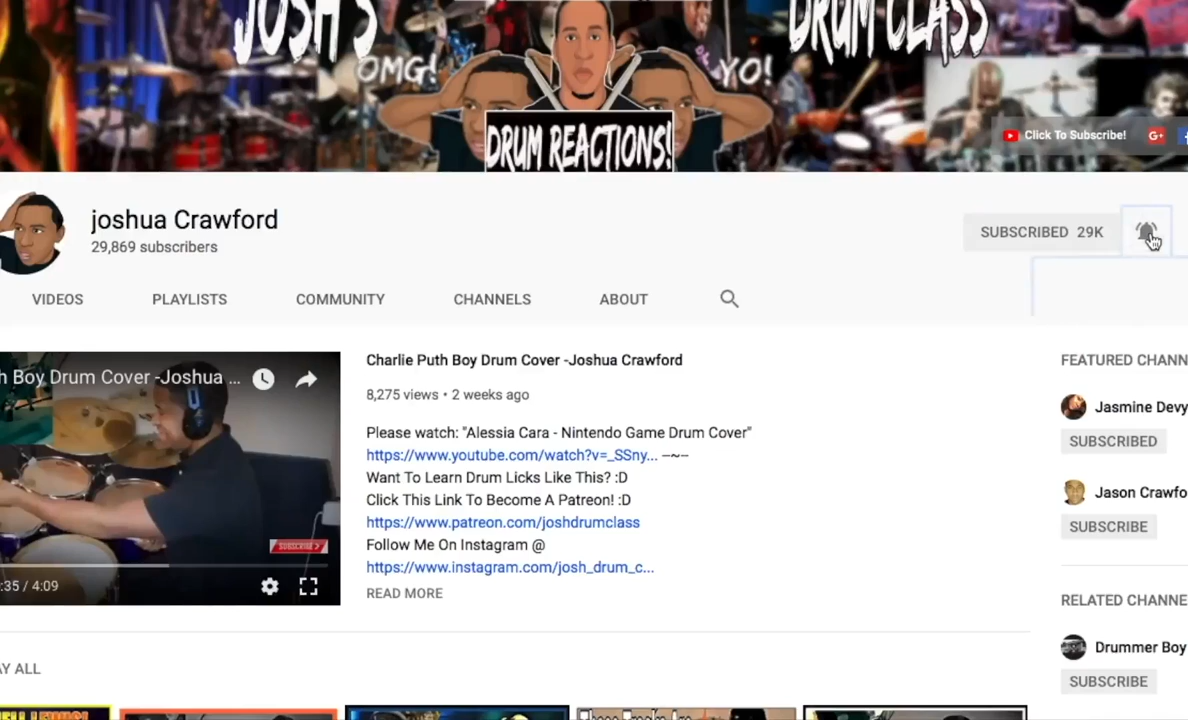 JOSH'S
DRUM CLASS
OMG!
YO!
DRUM REACTIONS!
Click To Subscribe!
joshua Crawford
29,869 subscribers
SUBSCRIBED 29K
VIDEOS
PLAYLISTS
COMMUNITY
CHANNELS
ABOUT
h Boy Drum Cover -Joshua ...
SUBSCRIBE
:35 / 4:09
Charlie Puth Boy Drum Cover -Joshua Crawford
8,275 views • 2 weeks ago
Please watch: "Alessia Cara - Nintendo Game Drum Cover"
https://www.youtube.com/watch?v=_SSny... -~-~~
Want To Learn Drum Licks Like This? :D
Click This Link To Become A Patreon! :D
https://www.patreon.com/joshdrumclass
Follow Me On Instagram @
https://www.instagram.com/josh_drum_c...
READ MORE
FEATURED CHANN
Jasmine Devy
SUBSCRIBED
Jason Crawfo
SUBSCRIBE
RELATED CHANNE
Drummer Boy
SUBSCRIBE
AY ALL